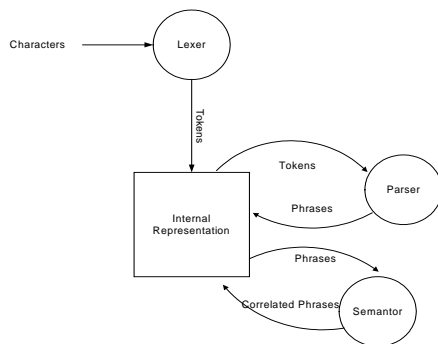 Characters
Lexer
Tokens
Tokens
Parser
Phrases
Internal
Representation
Phrases
Correlated Phrases
Semantor